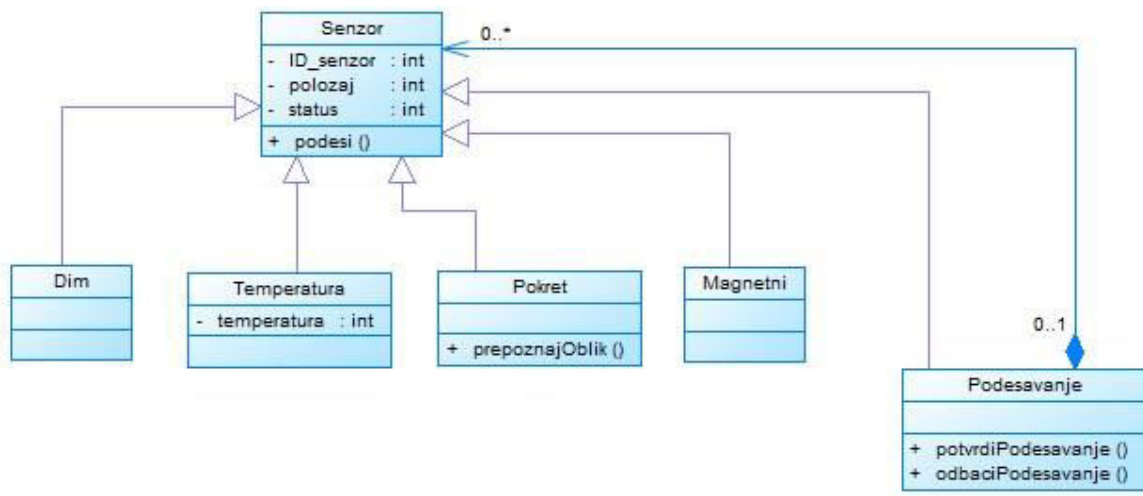 Senzor
- ID_senzor : int
- polozaj : int
- status : int
+ podesi ()
0..*
Dim
Temperatura
- temperatura : int
Pokret
+ prepoznajOblik ()
Magnetni
0..1
Podesavanje
+ potvrdiPodesavanje ()
+ odbaciPodesavanje ()